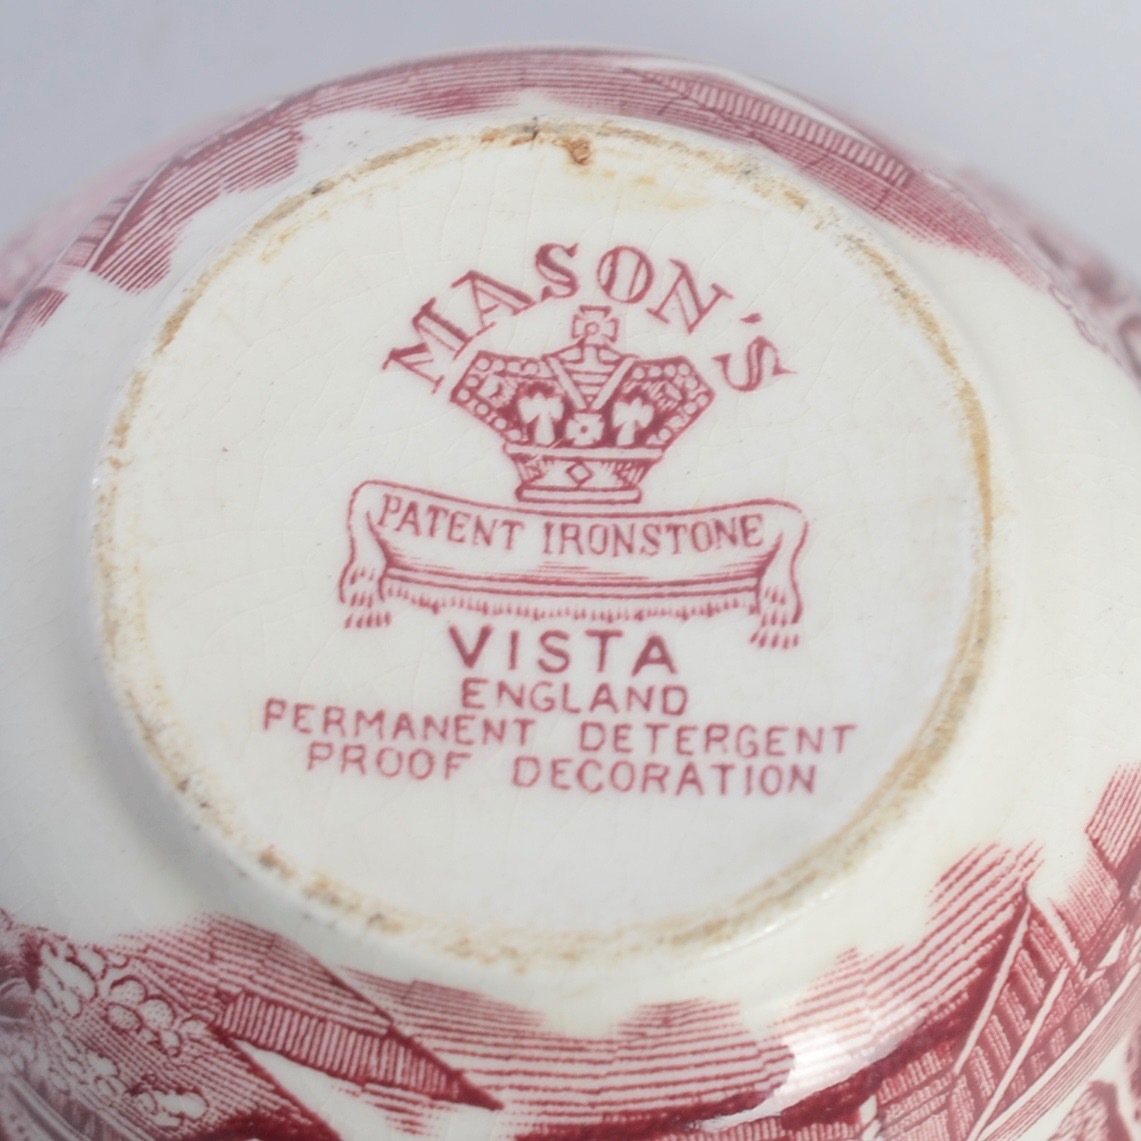 MASON'S
PATENT IRONSTONE
VISTA
ENGLAND
PERMANENT DETERGENT
PROOF DECORATION